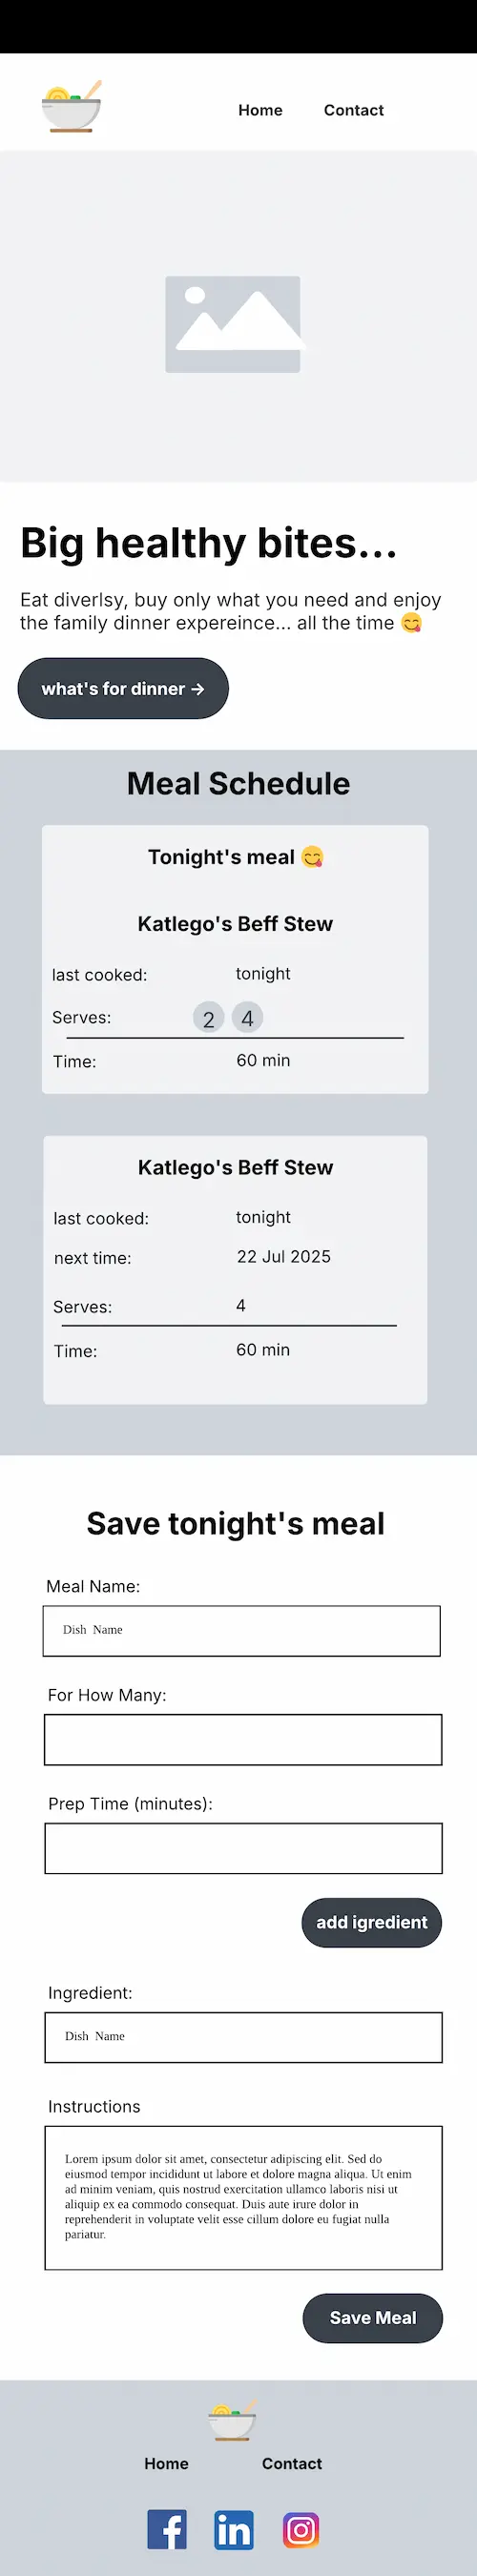 Home Contact
Big healthy bites...
Eat diverlsy, buy only what you need and enjoy
the family dinner expereince... all the time 😋
what's for dinner →
Meal Schedule
Tonight's meal 😋
Katlego's Beff Stew
last cooked: tonight
Serves: 2 4
Time: 60 min
Katlego's Beff Stew
last cooked: tonight
next time: 22 Jul 2025
Serves: 4
Time: 60 min
Save tonight's meal
Meal Name:
Dish Name
For How Many:
Prep Time (minutes):
add igredient
Ingredient:
Dish Name
Instructions
Lorem ipsum dolor sit amet, consectetur adipiscing elit. Sed do
eiusmod tempor incididunt ut labore et dolore magna aliqua. Ut enim
ad minim veniam, quis nostrud exercitation ullamco laboris nisi ut
aliquip ex ea commodo consequat. Duis aute irure dolor in
reprehenderit in voluptate velit esse cillum dolore eu fugiat nulla
pariatur.
Save Meal
Home Contact
f in